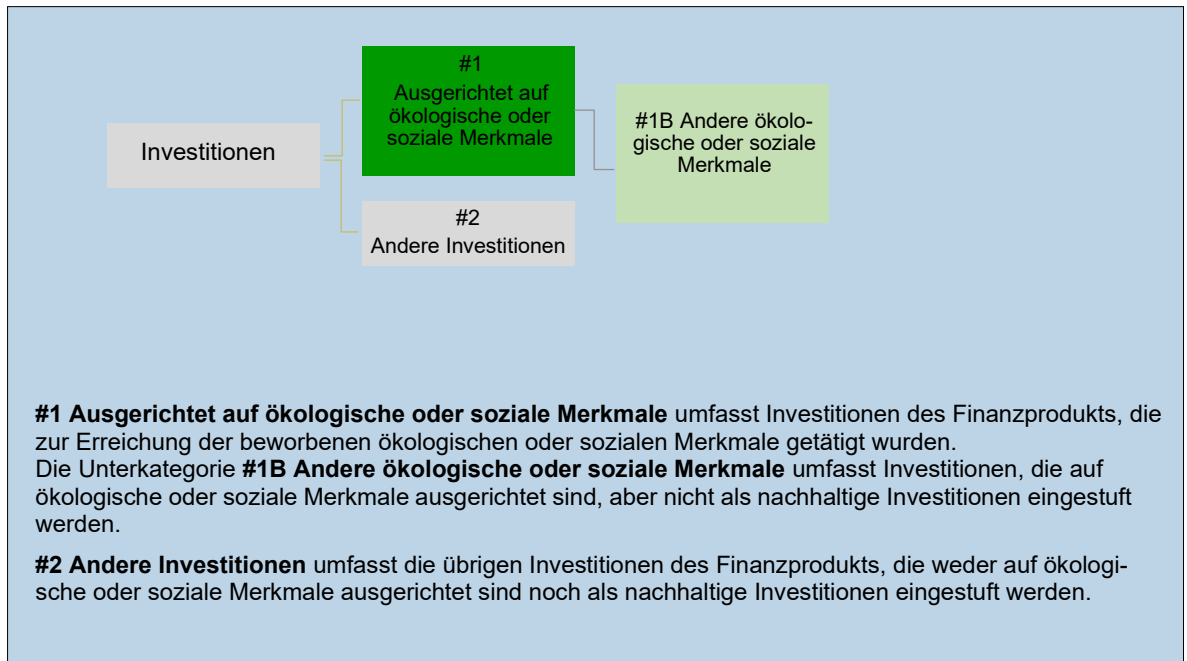 #1
Ausgerichtet auf
ökologische oder
soziale Merkmale
#1B Andere ökolo-
gische oder soziale
Merkmale
Investitionen
#2
Andere Investitionen
#1 Ausgerichtet auf ökologische oder soziale Merkmale umfasst Investitionen des Finanzprodukts, die
zur Erreichung der beworbenen ökologischen oder sozialen Merkmale getätigt wurden.
Die Unterkategorie #1B Andere ökologische oder soziale Merkmale umfasst Investitionen, die auf
ökologische oder soziale Merkmale ausgerichtet sind, aber nicht als nachhaltige Investitionen eingestuft
werden.
#2 Andere Investitionen umfasst die übrigen Investitionen des Finanzprodukts, die weder auf ökologi-
sche oder soziale Merkmale ausgerichtet sind noch als nachhaltige Investitionen eingestuft werden.